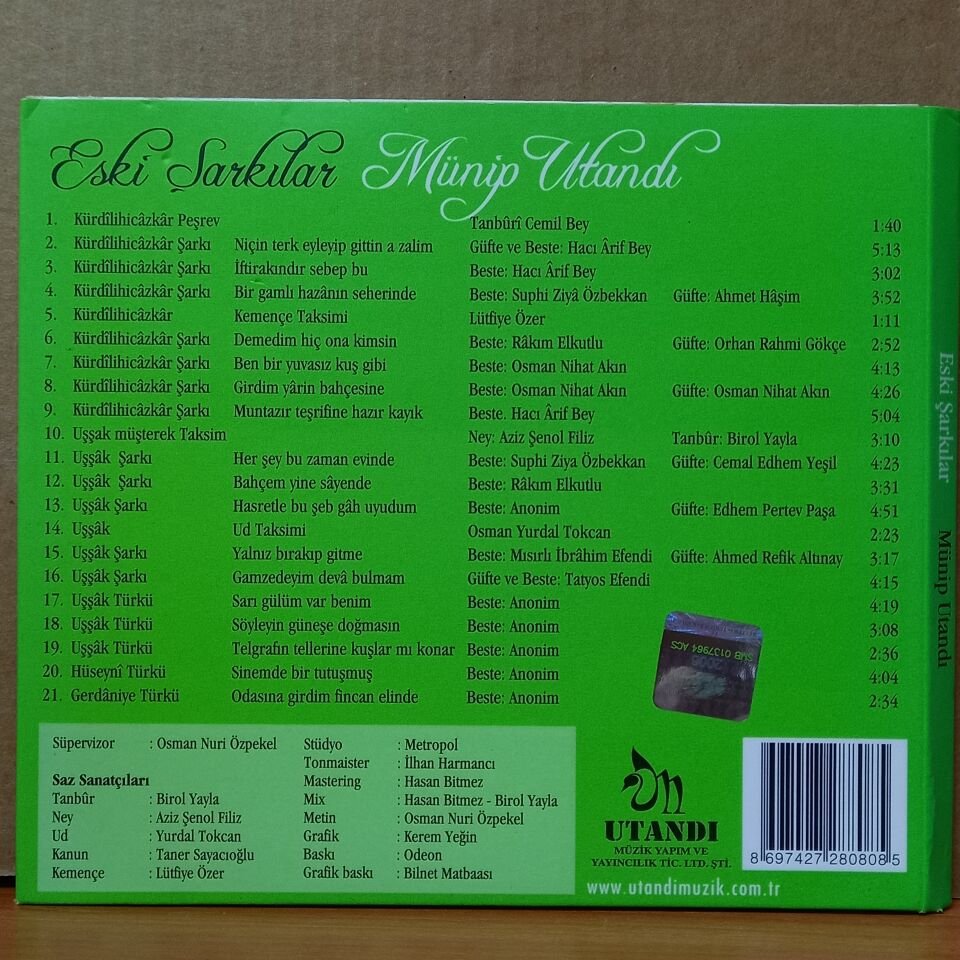 Eski Şarkılar Münip Utandı
1. Kürdîlihicâzkâr Peşrev Tanbûrî Cemil Bey 1:40
2. Kürdîlihicâzkâr Şarkı Niçin terk eyleyip gittin a zalim Güfte ve Beste: Hacı Ârif Bey 5:13
3. Kürdîlihicâzkâr Şarkı İftirakındır sebep bu Beste: Hacı Ârif Bey 3:02
4. Kürdîlihicâzkâr Şarkı Bir gamlı hazânın seherinde Beste: Suphi Ziyâ Özbekkan Güfte: Ahmet Hâşim 3:52
5. Kürdîlihicâzkâr Kemençe Taksimi Lütfiye Özer 1:11
6. Kürdîlihicâzkâr Şarkı Demedim hiç ona kimsin Beste: Râkım Elkutlu Güfte: Orhan Rahmi Gökçe 2:52
7. Kürdîlihicâzkâr Şarkı Ben bir yuvasız kuş gibi Beste: Osman Nihat Akın 4:13
8. Kürdîlihicâzkâr Şarkı Girdim yârin bahçesine Beste: Osman Nihat Akın Güfte: Osman Nihat Akın 4:26
9. Kürdîlihicâzkâr Şarkı Muntazır teşrifine hazır kayık Beste. Hacı Ârif Bey 5:04
10. Uşşak müşterek Taksim Ney: Aziz Şenol Filiz Tanbûr: Birol Yayla 3:10
11. Uşşâk Şarkı Her şey bu zaman evinde Beste: Suphi Ziya Özbekkan Güfte: Cemal Edhem Yeşil 4:23
12. Uşşâk Şarkı Bahçem yine sâyende Beste: Râkım Elkutlu 3:31
13. Uşşâk Şarkı Hasretle bu şeb gâh uyudum Beste: Anonim Güfte: Edhem Pertev Paşa 4:51
14. Uşşâk Ud Taksimi Osman Yurdal Tokcan 2:23
15. Uşşâk Şarkı Yalnız bırakıp gitme Beste: Mısırlı İbrâhim Efendi Güfte: Ahmed Refik Altınay 3:17
16. Uşşâk Şarkı Gamzedeyim devâ bulmam Güfte ve Beste: Tatyos Efendi 4:15
17. Uşşâk Türkü Sarı gülüm var benim Beste: Anonim 4:19
18. Uşşâk Türkü Söyleyin güneşe doğmasın Beste: Anonim 3:08
19. Uşşâk Türkü Telgrafın tellerine kuşlar mı konar Beste: Anonim 2:36
20. Hüseynî Türkü Sinemde bir tutuşmuş Beste: Anonim 4:04
21. Gerdâniye Türkü Odasına girdim fincan elinde Beste: Anonim 2:34
SMB 0137964 ACS
2008
Süpervizor : Osman Nuri Özpekel
Saz Sanatçıları
Tanbûr : Birol Yayla
Ney : Aziz Şenol Filiz
Ud : Yurdal Tokcan
Kanun : Taner Sayacıoğlu
Kemençe : Lütfiye Özer
Stüdyo : Metropol
Tonmaister : İlhan Harmancı
Mastering : Hasan Bitmez
Mix : Hasan Bitmez - Birol Yayla
Metin : Osman Nuri Özpekel
Grafik : Kerem Yeğin
Baskı : Odeon
Grafik baskı : Bilnet Matbaası
UTANDI
MÜZİK YAPIM VE
YAYINCILIK TİC. LTD. ŞTİ.
www.utandimuzik.com.tr
8 697427 280808 5
Eski Şarkılar Münip Utandı